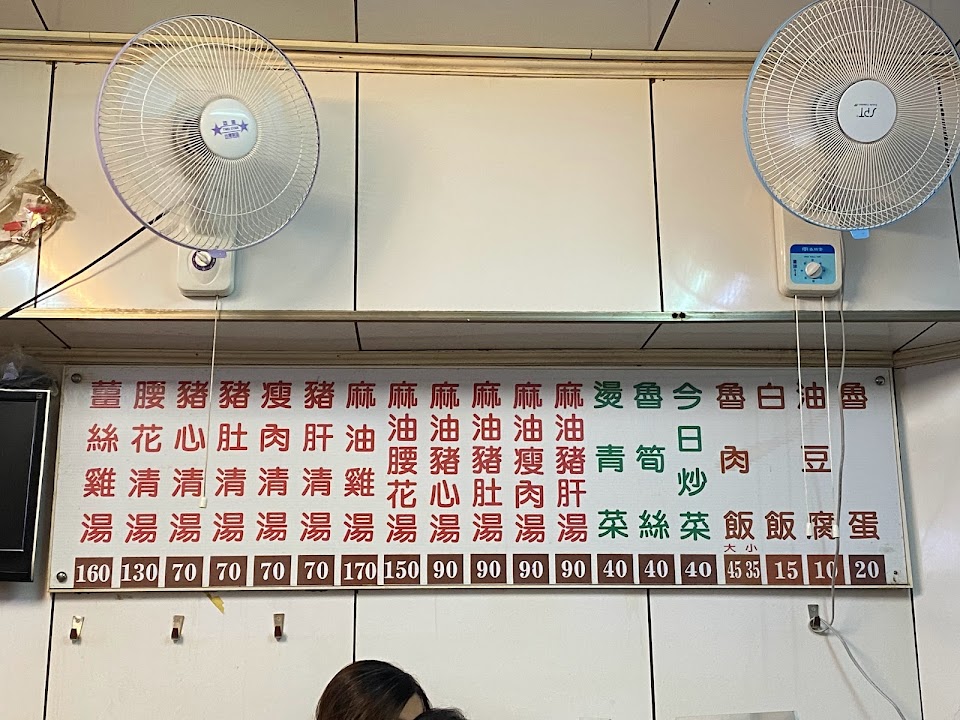 SPT
薑絲雞湯 160
腰花清湯 130
豬心清湯 70
豬肚清湯 70
瘦肉清湯 70
豬肝清湯 70
麻油雞湯 170
麻油腰花湯 150
麻油豬心湯 90
麻油豬肚湯 90
麻油瘦肉湯 90
麻油豬肝湯 90
燙青菜 40
魯筍絲 40
今日炒菜 40
魯肉飯 大 45 小 35
白飯 15
油豆腐 10
魯蛋 20